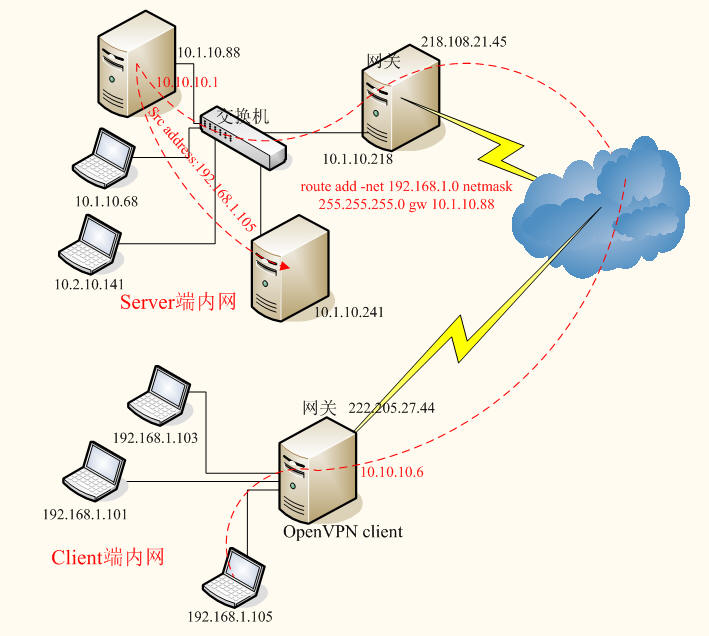 10.1.10.88
10.10.10.1
218.108.21.45
网关
交换机
10.1.10.218
Src address:192.168.1.105
route add -net 192.168.1.0 netmask
255.255.255.0 gw 10.1.10.88
10.1.10.68
10.2.10.141
Server端内网
10.1.10.241
网关 222.205.27.44
192.168.1.103
10.10.10.6
192.168.1.101
OpenVPN client
Client端内网
192.168.1.105